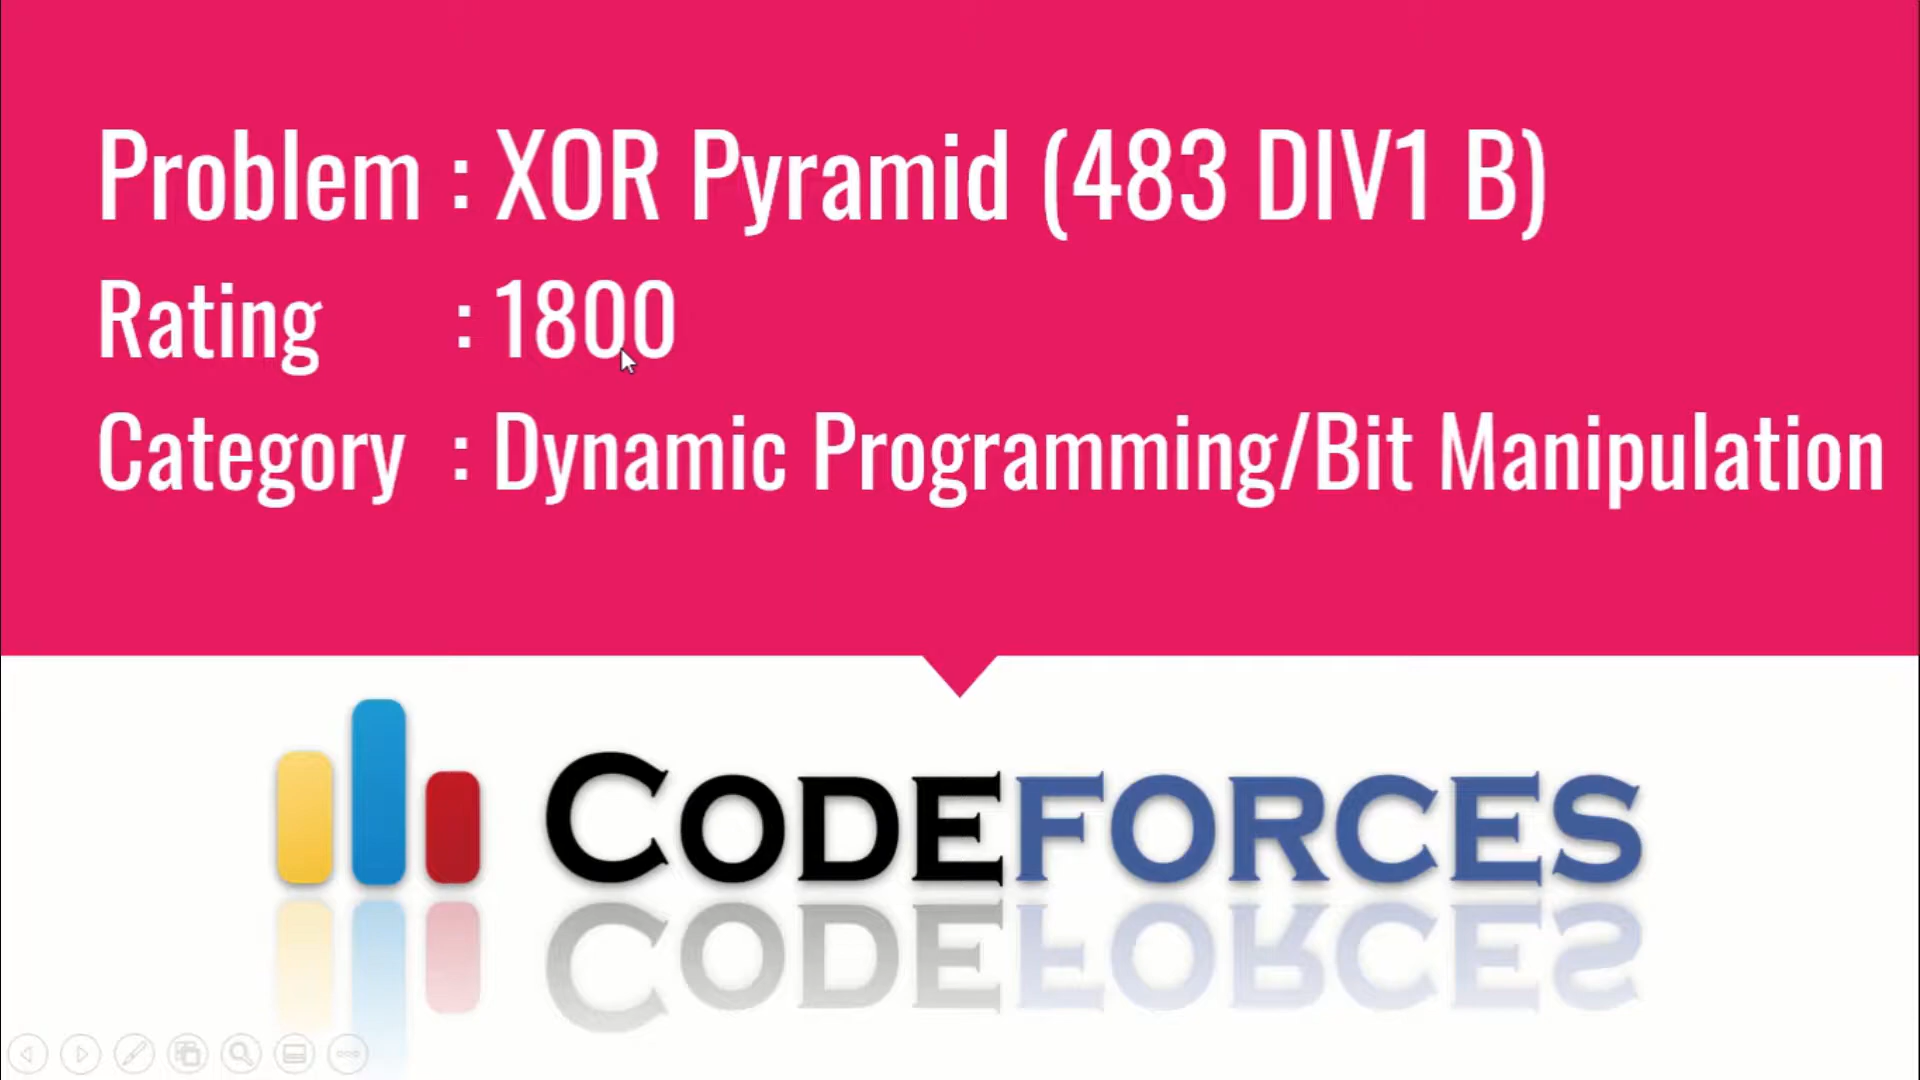 Problem : XOR Pyramid (483 DIV1 B)
Rating : 1800
Category : Dynamic Programming/Bit Manipulation
CODEFORCES